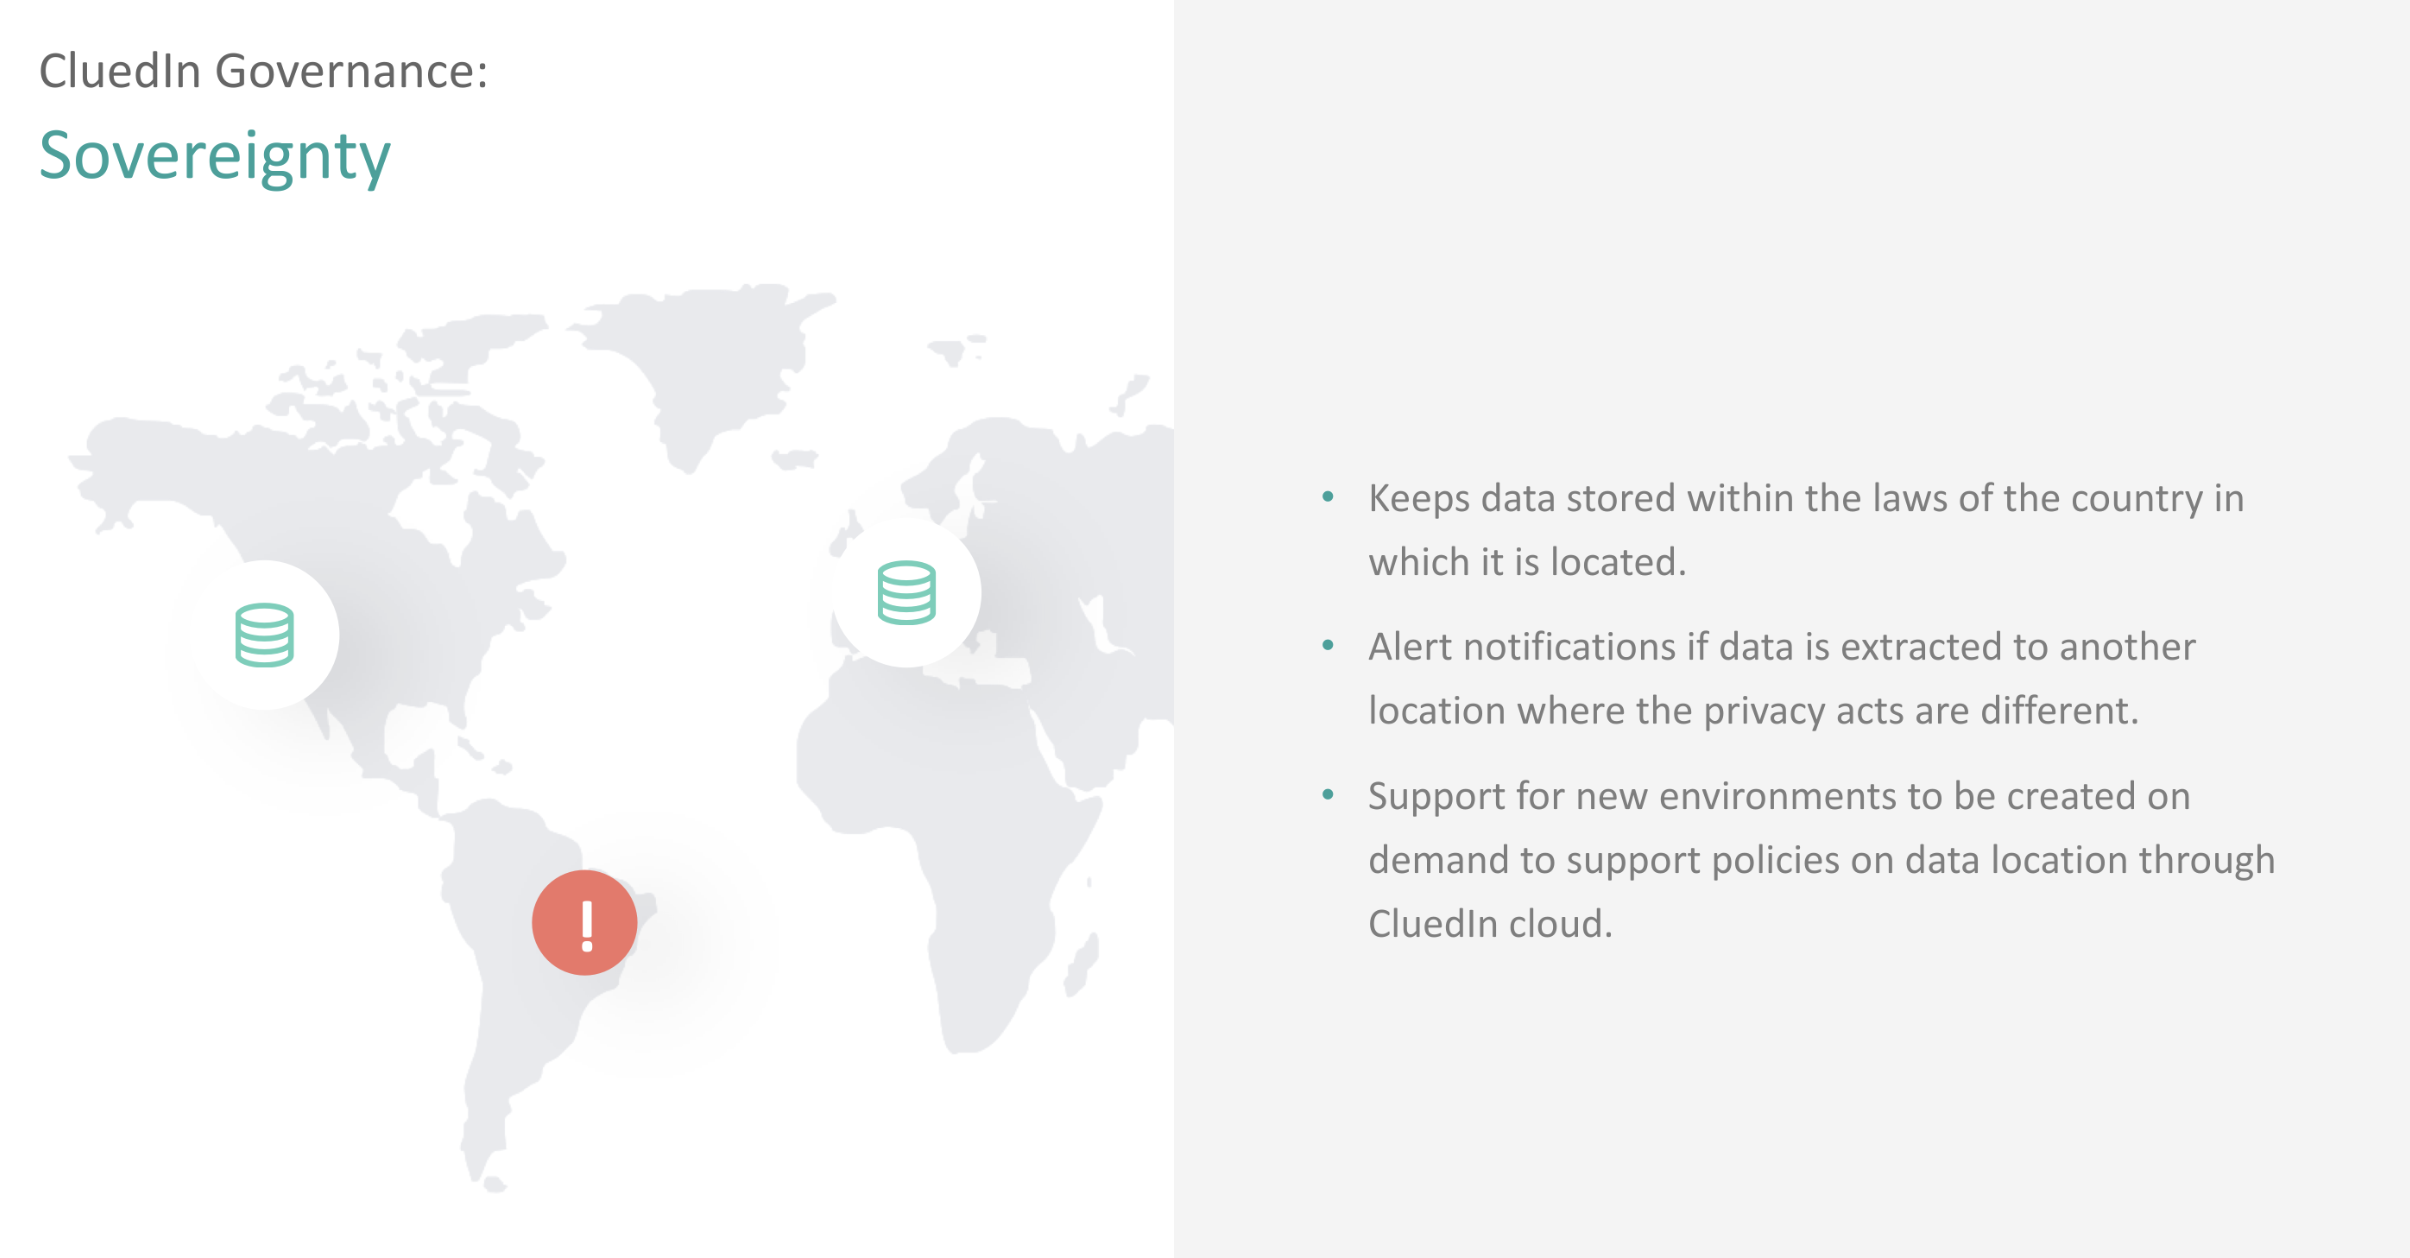 CluedIn Governance:
Sovereignty
!
• Keeps data stored within the laws of the country in
which it is located.
• Alert notifications if data is extracted to another
location where the privacy acts are different.
• Support for new environments to be created on
demand to support policies on data location through
CluedIn cloud.